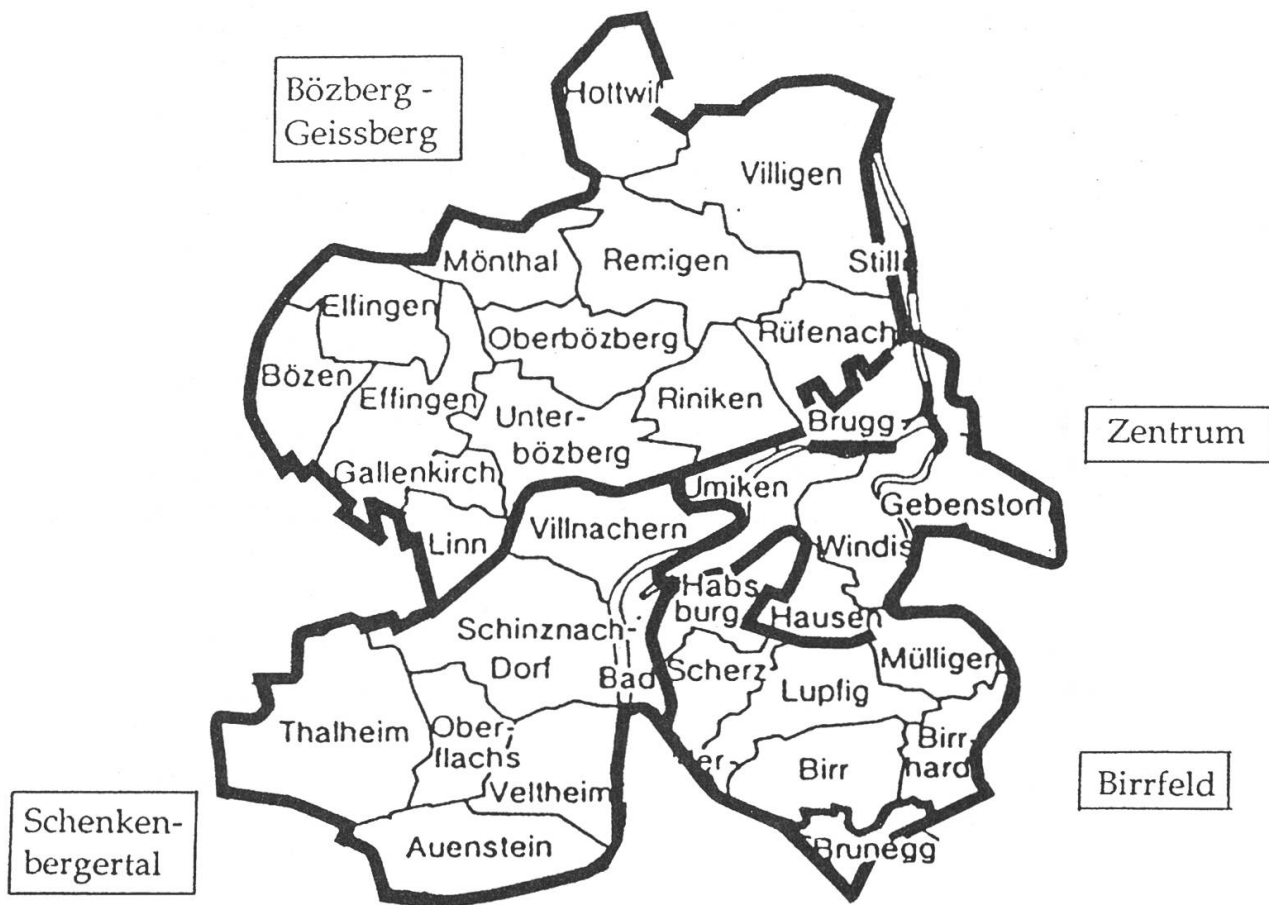 Bözberg -
Geissberg
Hottwil
Villigen
Mönthal
Remigen
Still
Elfingen
Oberbözberg
Rüfenach
Bözen
Effingen
Riniken
Unter-
bözberg
Brugg
Zentrum
Gallenkirch
Umiken
Gebenstorf
Villnachern
Linn
Windis
Habs
burg
Hausen
Schinznach-
Dorf
Bad
Scherz
Mülligen
Lupfig
Thalheim
Ober-
flachs
Birr-
hard
Birr
Veltheim
Birrfeld
Schenken-
bergertal
Auenstein
Brunegg